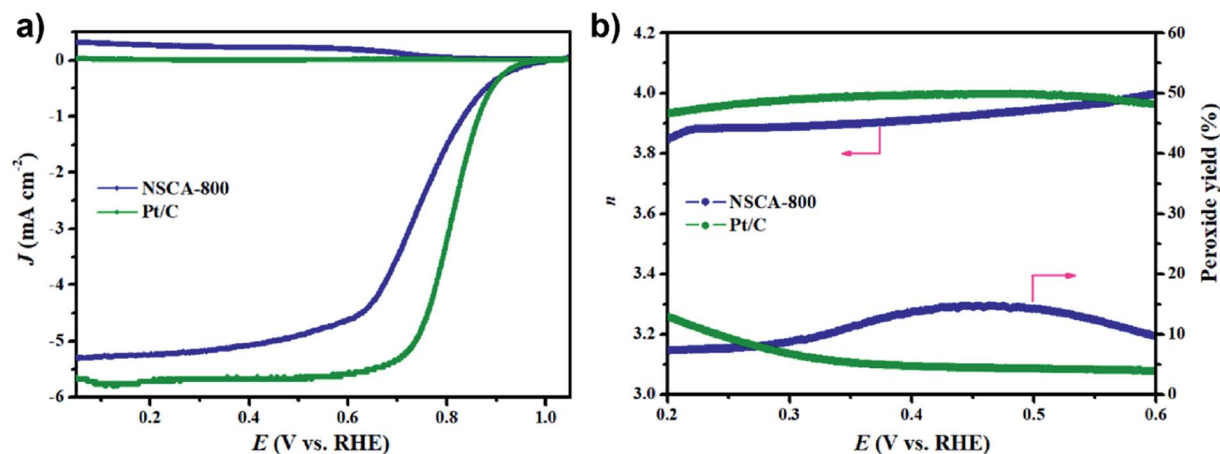 a)
J (mA cm-2)
0
-1
-2
-3
-4
-5
-6
NSCA-800
Pt/C
0.2
0.4
0.6
0.8
1.0
E (V vs. RHE)
b)
n
4.2
4.0
3.8
3.6
3.4
3.2
3.0
NSCA-800
Pt/C
60
50
40
30
20
10
0
Peroxide yield (%)
0.2
0.3
0.4
0.5
0.6
E (V vs. RHE)